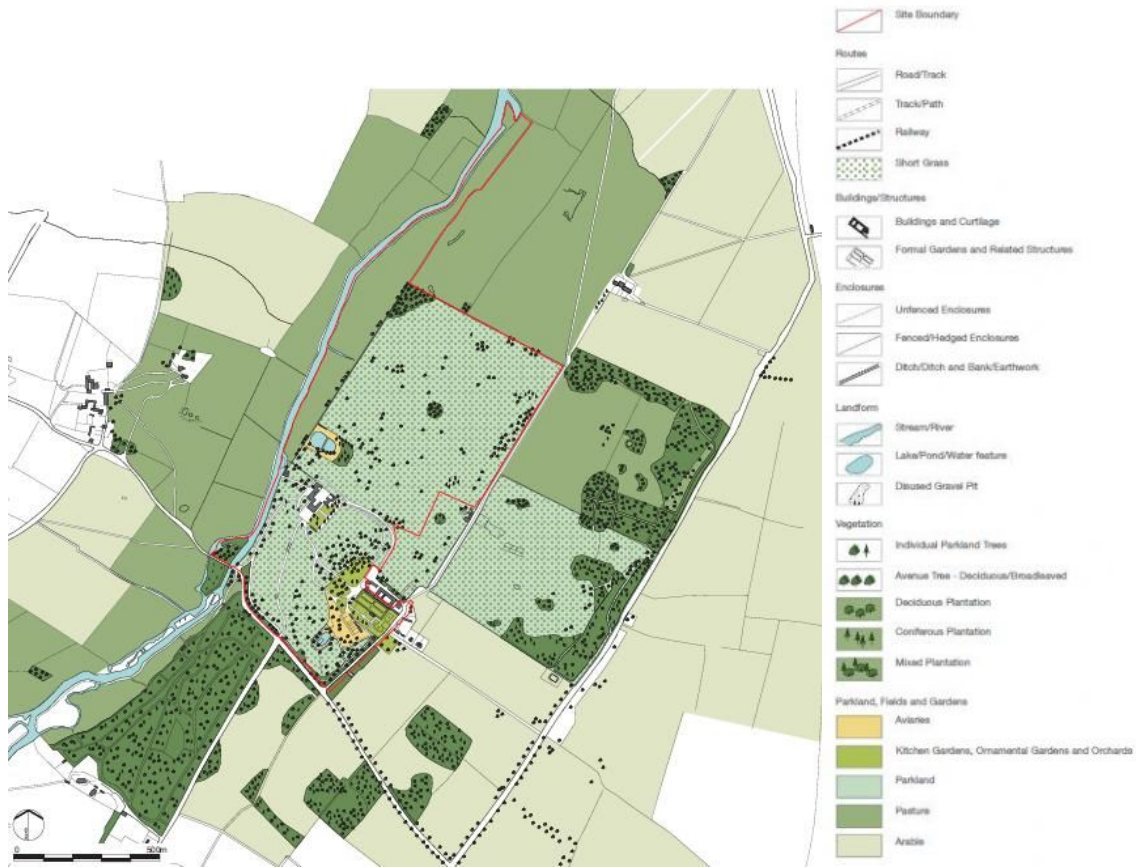 Site Boundary
Routes
Road/Track
Track/Path
Railway
Short Grass
Buildings/Structures
Buildings and Curtilage
Formal Gardens and Related Structures
Enclosures
Unfenced Enclosures
Fenced/Hedged Enclosures
Ditch/Ditch and Bank/Earthwork
Landform
Stream/River
Lake/Pond/Water feature
Disused Gravel Pit
Vegetation
Individual Parkland Trees
Avenue Tree - Deciduous/Broadleaved
Deciduous Plantation
Coniferous Plantation
Mixed Plantation
Parkland, Fields and Gardens
Aviaries
Kitchen Gardens, Ornamental Gardens and Orchards
Parkland
Pasture
Arable
0 500m